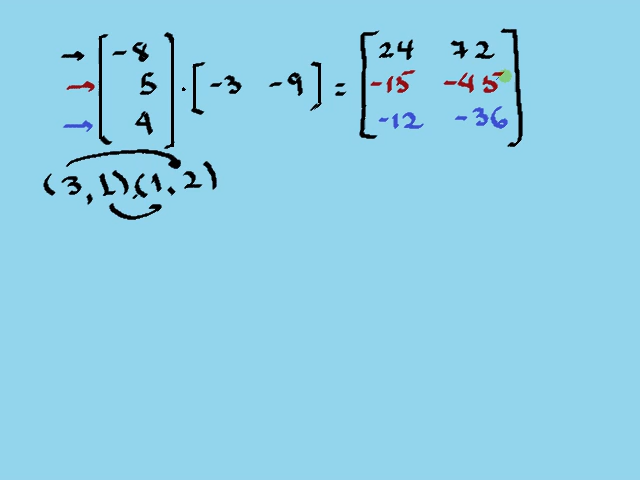 [-8 5 4] · [-3 -9] = [24 72
-15 -45
-12 -36]
(3,1)(1,2)